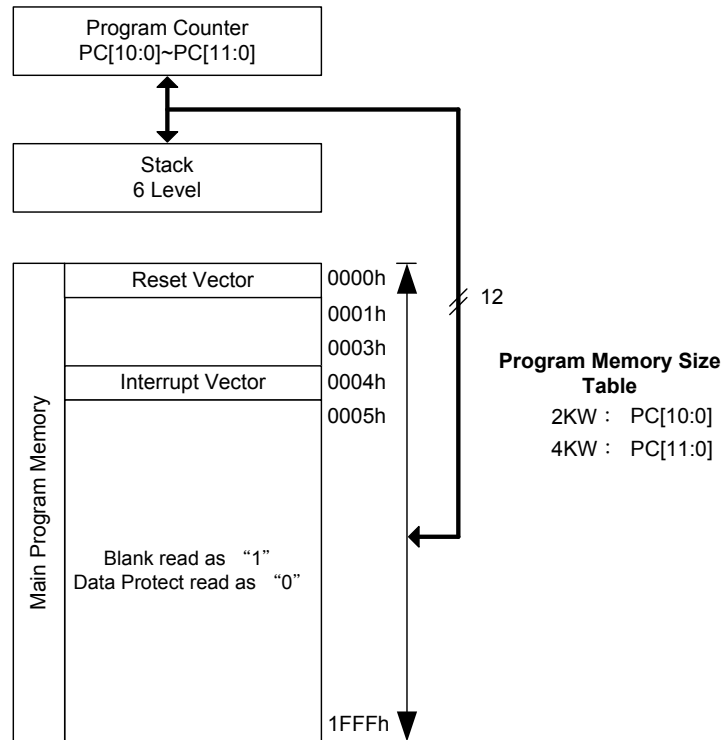 Program Counter
PC[10:0]~PC[11:0]
Stack
6 Level
12
Main Program Memory
Reset Vector
0000h
0001h
0003h
Interrupt Vector
0004h
0005h
Blank read as “1”
Data Protect read as “0”
1FFFh
Program Memory Size
Table
2KW： PC[10:0]
4KW： PC[11:0]